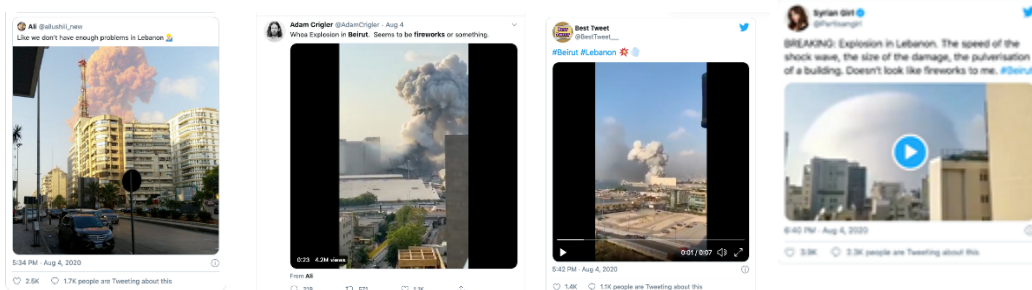 Ali @aliushii_new
Like we don't have enough problems in Lebanon 🤦
5:34 PM · Aug 4, 2020
2.5K 1.7K people are Tweeting about this
Adam Crigler @AdamCrigler · Aug 4
Whoa Explosion in Beirut. Seems to be fireworks or something.
0:23 4.2M views
From Ali
571
Best Tweet
@BestTweet__
#Beirut #Lebanon 💥 💨
0:01 / 0:07
5:42 PM · Aug 4, 2020
1.4K 1.1K people are Tweeting about this
Syrian Girl
@Partisangirl
BREAKING: Explosion in Lebanon. The speed of the
shock wave, the size of the damage, the pulverisation
of a building. Doesn't look like fireworks to me. #Beirut
6:40 PM · Aug 4, 2020
3.3K people are Tweeting about this